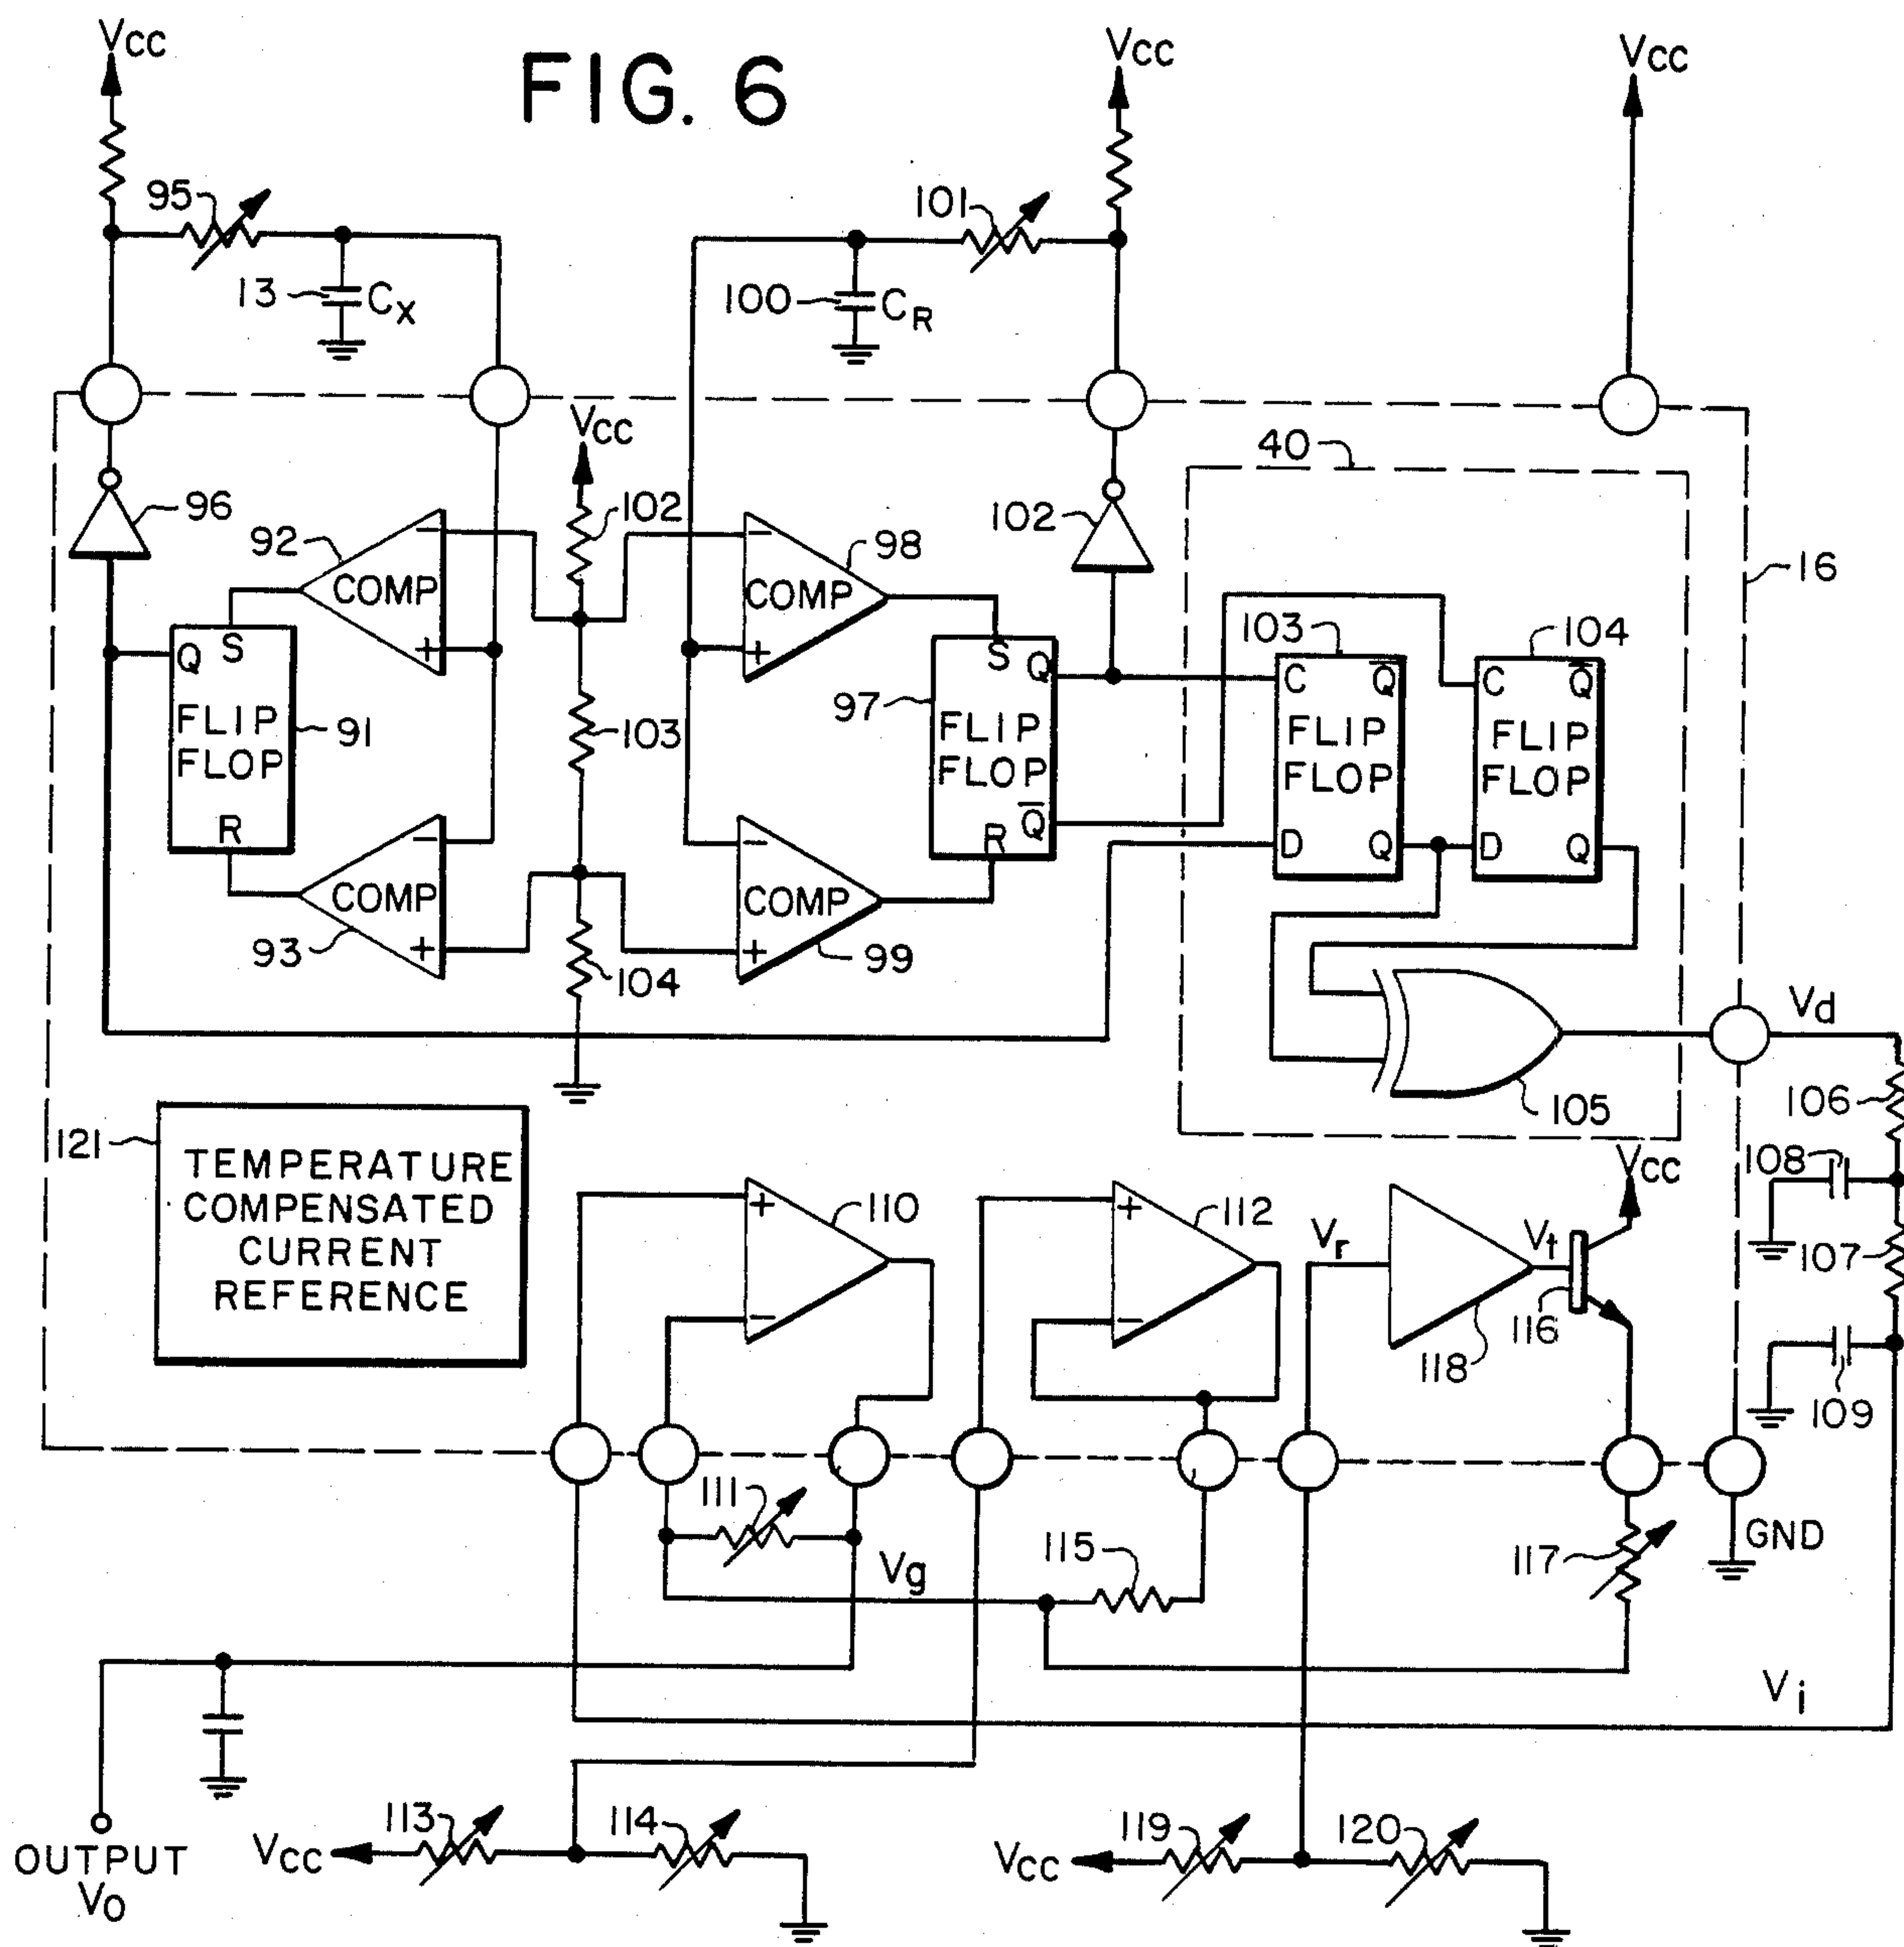 FIG. 6
VCC
VCC
VCC
95
101
13
CX
100
CR
VCC
40
96
92
102
98
102
16
COMP
COMP
103
104
S
Q
+
−
−
+
S
Q
C
Q̅
C
Q̅
FLIP
FLOP
91
103
97
FLIP
FLOP
FLIP
FLOP
FLIP
FLOP
R
−
−
R
Q̅
D
Q
D
Q
COMP
COMP
93
+
104
+
99
Vd
105
106
121
TEMPERATURE
COMPENSATED
CURRENT
REFERENCE
+
110
+
112
Vr
Vt
VCC
108
107
−
−
118
116
109
111
Vg
115
117
GND
Vi
113
114
119
120
VCC
VCC
OUTPUT
VO